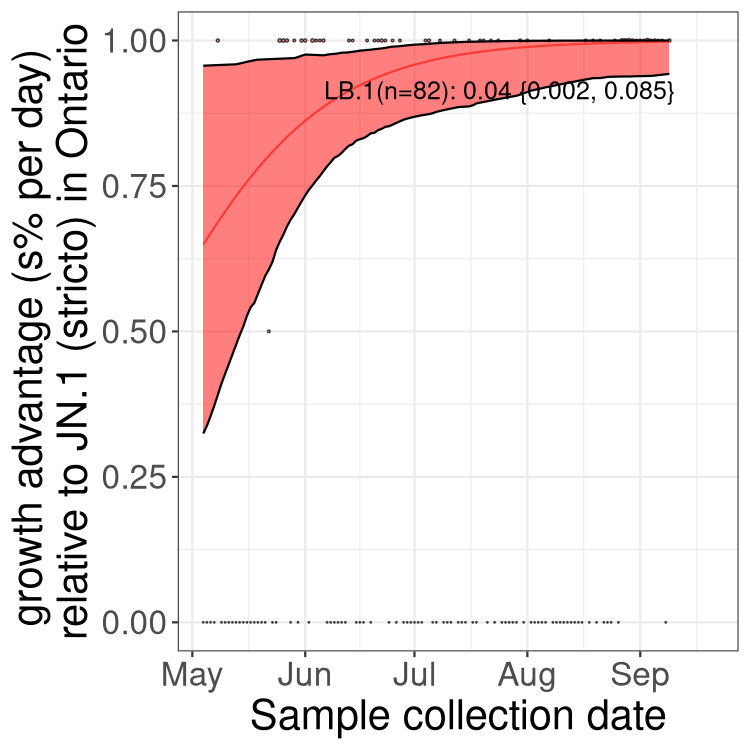 growth advantage (s% per day)
relative to JN.1 (stricto) in Ontario
1.00
0.75
0.50
0.25
0.00
LB.1(n=82): 0.04 {0.002, 0.085}
May Jun Jul Aug Sep
Sample collection date